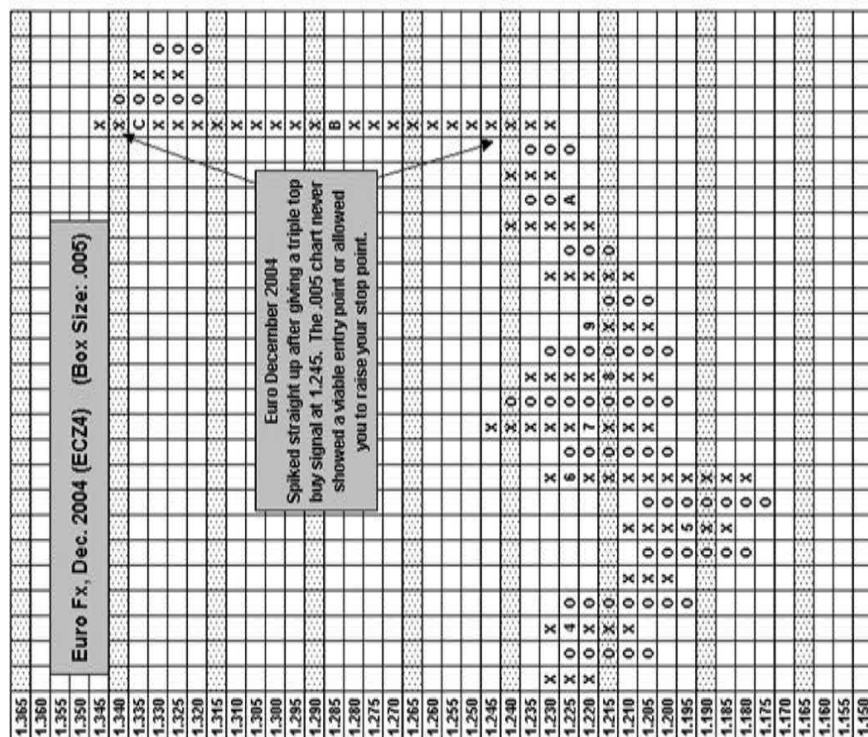 Euro Fx, Dec. 2004 (ECZ4) (Box Size: .005)
Euro December 2004
Spiked straight up after giving a triple top
buy signal at 1.245. The .005 chart never
showed a viable entry point or allowed
you to raise your stop point.
1.365
1.360
1.355
1.350
1.345 X
1.340 X O
1.335 C X
1.330 X O X O
1.325 X O X O
1.320 X O O
1.315 X
1.310 X
1.305 X
1.300 X
1.295 X
1.290 X
1.285 B
1.280 X
1.275 X
1.270 X
1.265 X
1.260 X
1.255 X
1.250 X
1.245 X X
1.240 X O X X X
1.235 X O X X O X O X
1.230 X X X X O X O X X O X O X
1.225 X O 4 O 6 O X O X O X O X A O
1.220 X O X O X O 7 O X O 9 X O X
1.215 O X O X O X O 8 O X O X O
1.210 O X O X X X O X O X O X O X
1.205 O O X O X O X O X O X O X O
1.200 O X O X O X O O O
1.195 O O 5 O X
1.190 O X O X
1.185 O X O X
1.180 O O X
1.175 O
1.170
1.165
1.160
1.155
1.150